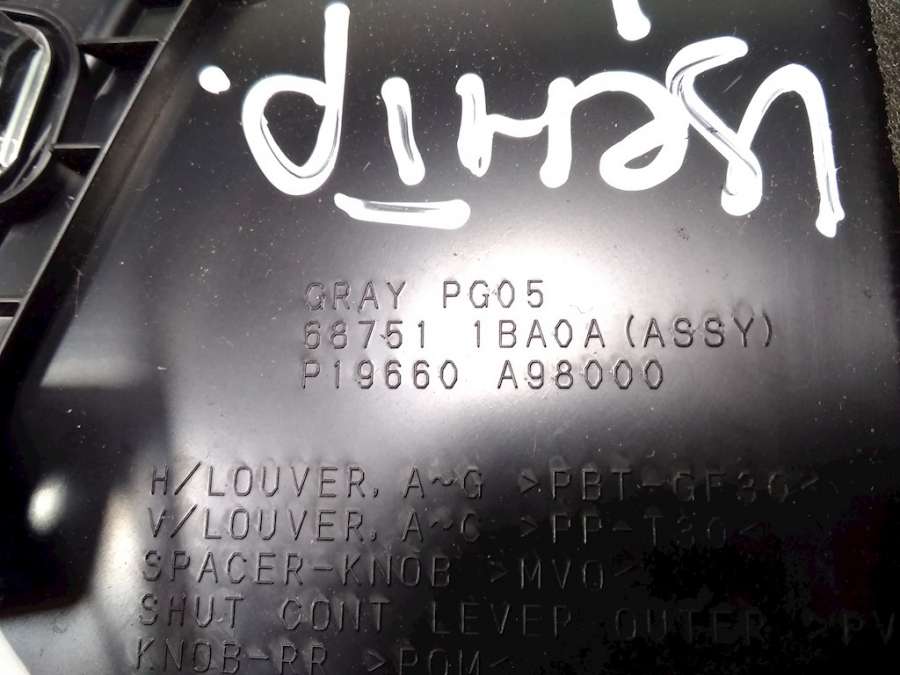 GRAY PG05
68751 1BA0A (ASSY)
P19660 A98000
H/LOUVER, A~G >PBT-GF30<
V/LOUVER, A~C >PP-T30<
SPACER-KNOB >MVQ<
SHUT CONT LEVER OUTER >PV
KNOB-RR >POM<